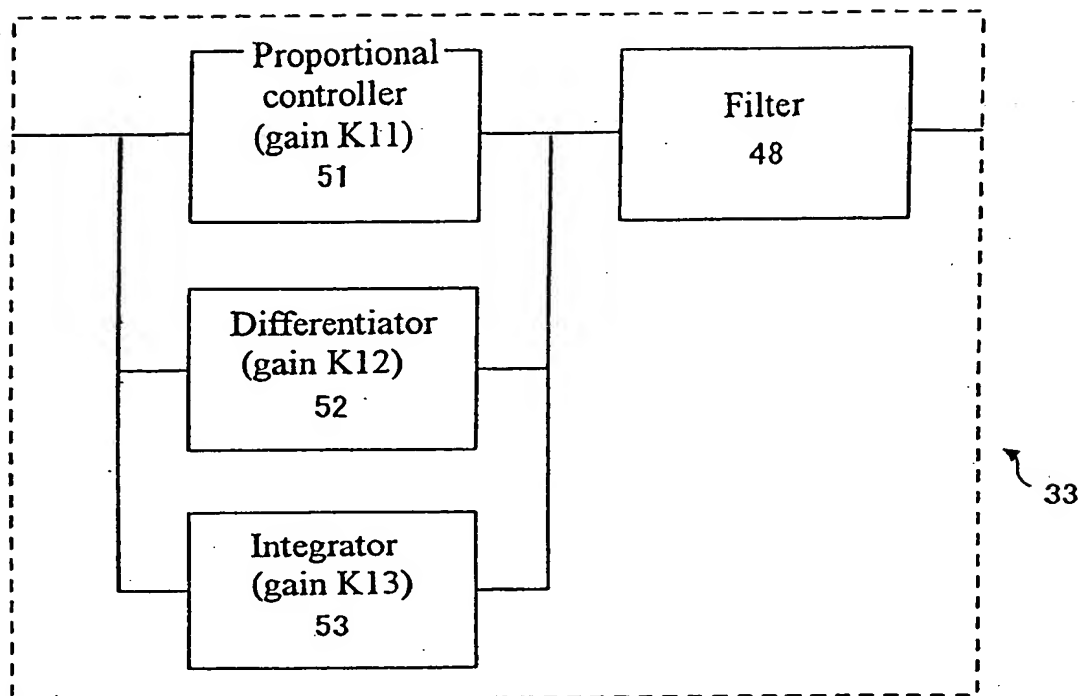 Proportional
controller
(gain K11)
51
Filter
48
Differentiator
(gain K12)
52
Integrator
(gain K13)
53
33